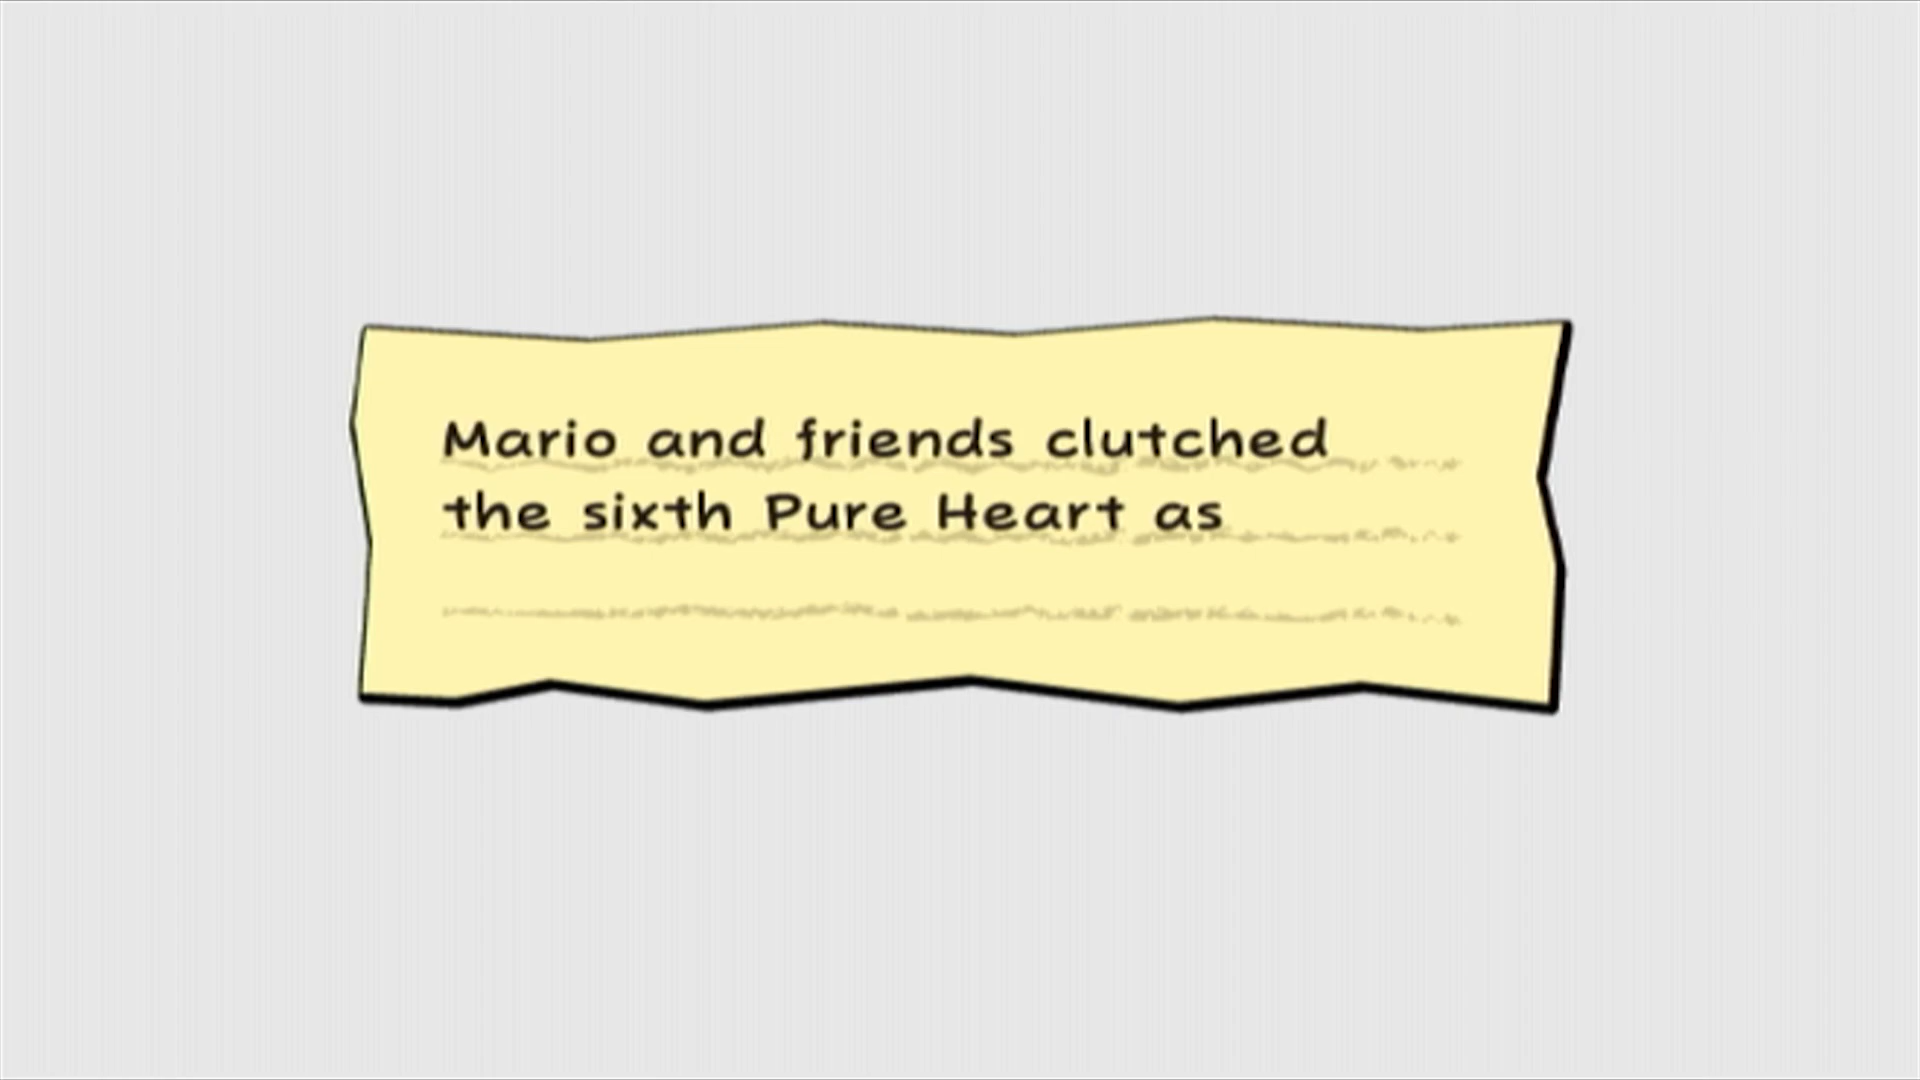 Mario and friends clutched
the sixth Pure Heart as